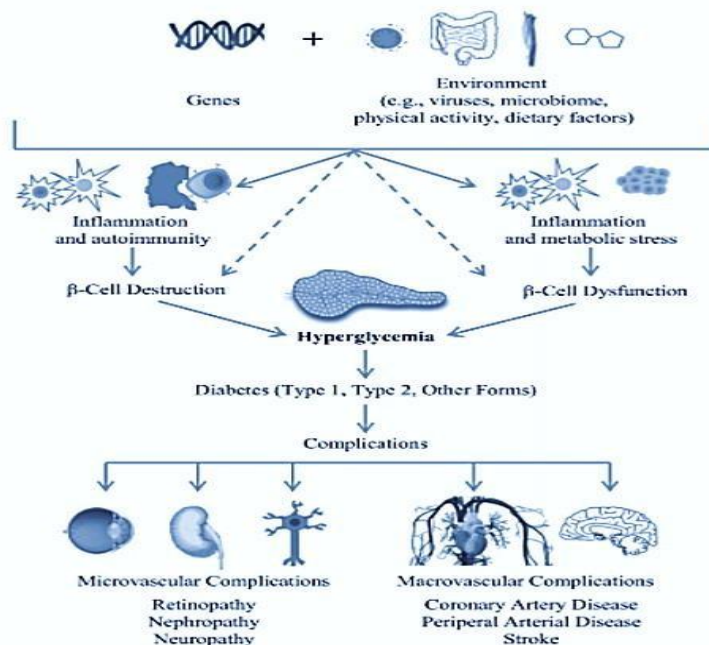 +
Genes
Environment
(e.g., viruses, microbiome,
physical activity, dietary factors)
Inflammation
and autoimmunity
Inflammation
and metabolic stress
β-Cell Destruction
β-Cell Dysfunction
Hyperglycemia
Diabetes (Type 1, Type 2, Other Forms)
Complications
Microvascular Complications
Retinopathy
Nephropathy
Neuropathy
Macrovascular Complications
Coronary Artery Disease
Periperal Arterial Disease
Stroke